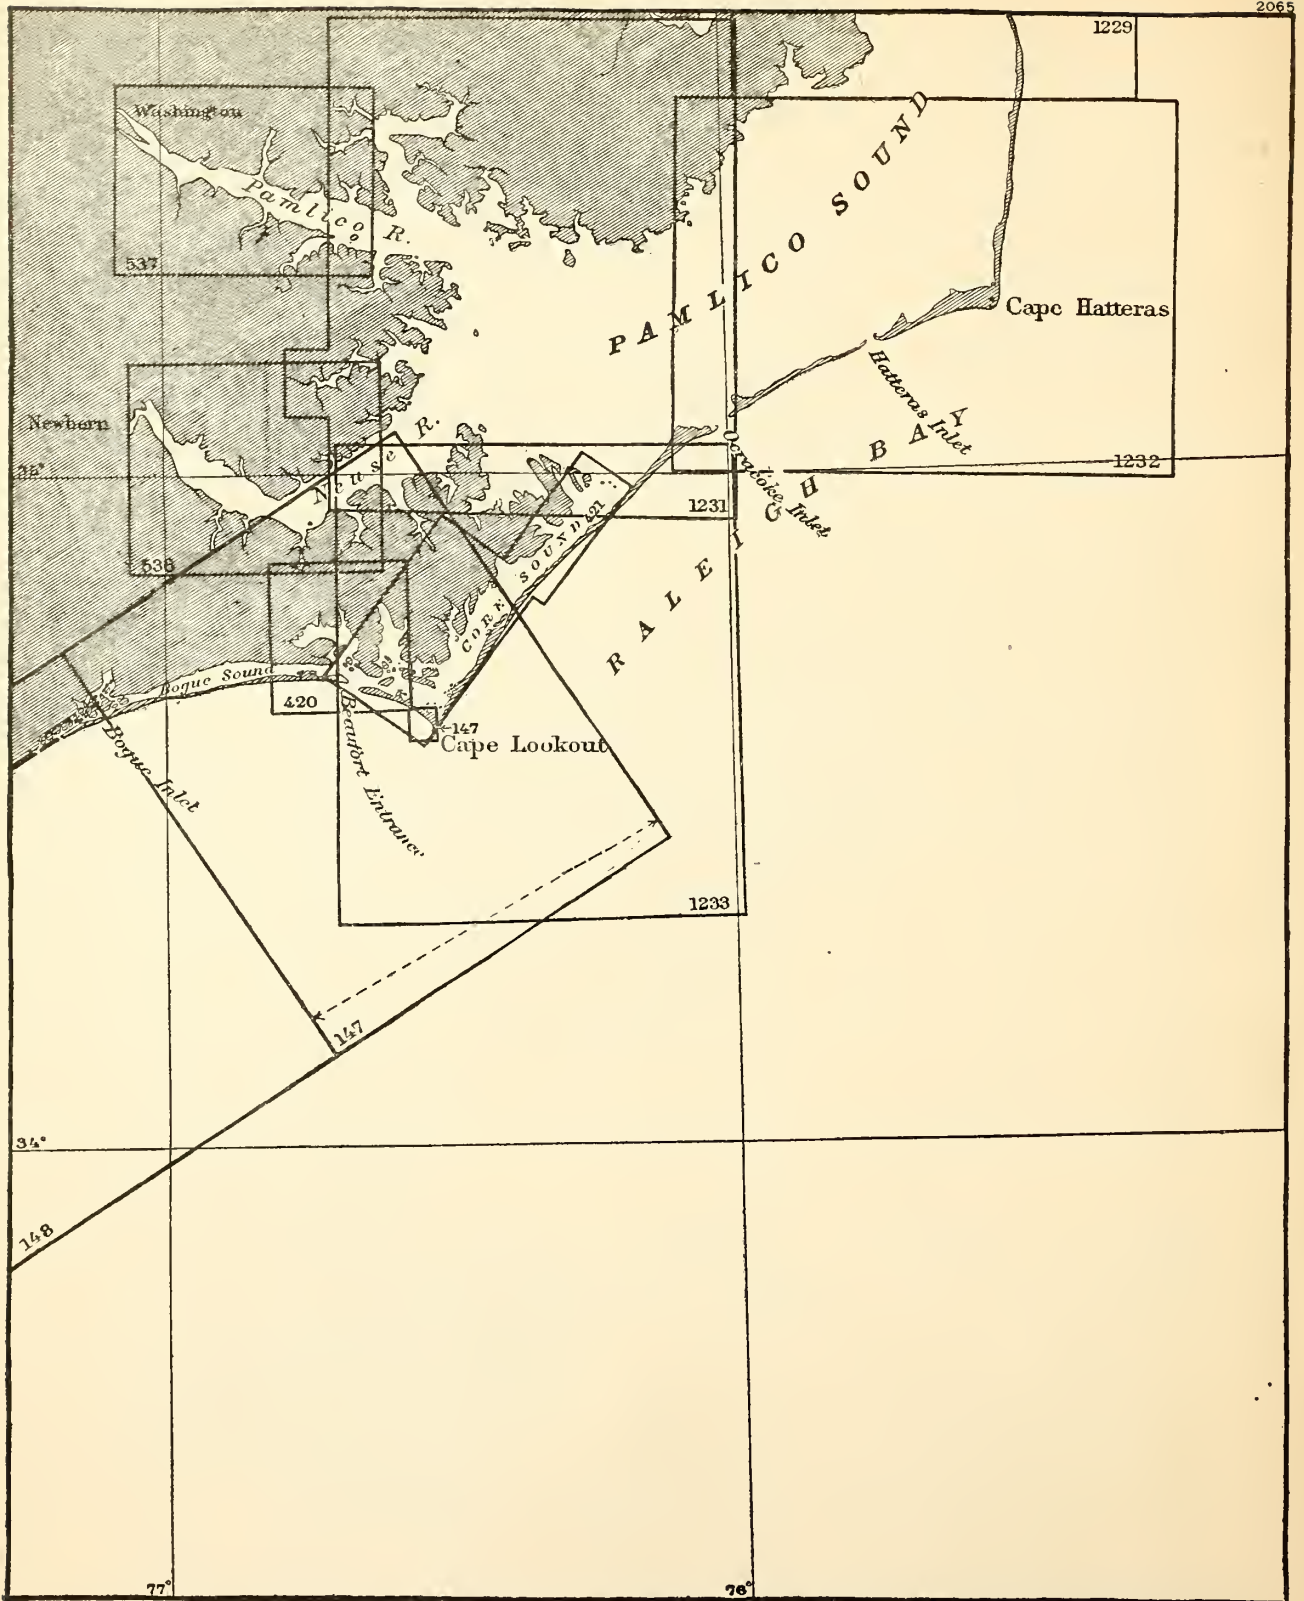 2065
1229
Washington
PAMLICO SOUND
Pamlico R.
537
Cape Hatteras
Hatteras Inlet
Newbern
Neuse R.
35°
1232
Ocracoke Inlet
RALEIGH BAY
1231
421
CORE SOUND
538
Bogue Sound
420
147
Cape Lookout
Beaufort Entrance
Bogue Inlet
1233
147
34°
148
77°
76°